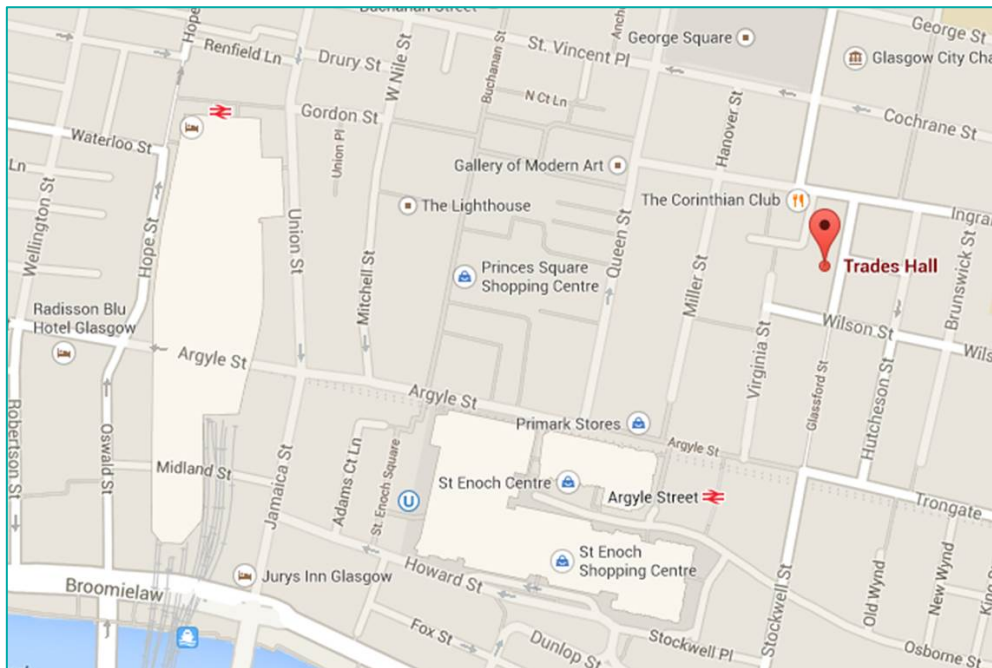 Buchanan Street
George St
Hope
Renfield Ln
Drury St
W Nile St
Buchanan St
St. Vincent Pl
George Square
Glasgow City Cha
Gordon St
N Ct Ln
Hanover St
Cochrane St
Waterloo St
Union Pl
Ln
Gallery of Modern Art
The Corinthian Club
Wellington St
Hope St
Union St
The Lighthouse
Mitchell St
Queen St
Ingra
Princes Square
Shopping Centre
Miller St
Trades Hall
Brunswick St
Radisson Blu
Hotel Glasgow
Wilson St
Wils
Virginia St
Argyle St
Glassford St
Hutcheson St
Argyle St
Primark Stores
Argyle St
Robertson St
Oswald St
Midland St
Jamaica St
Adams Ct Ln
St. Enoch Square
U
St Enoch Centre
Argyle Street
Trongate
St Enoch
Shopping Centre
Jurys Inn Glasgow
Howard St
Broomielaw
Stockwell St
Old Wynd
New Wynd
King S
Fox St
Dunlop St
Stockwell Pl
Osborne St